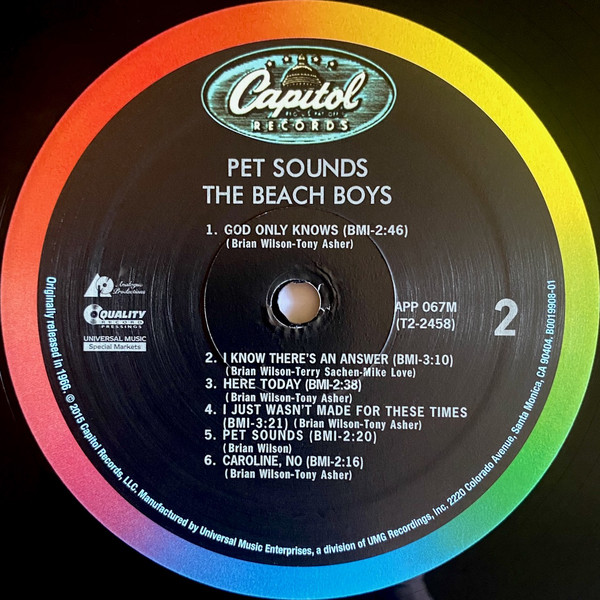 Capitol
RECORDS
PET SOUNDS
THE BEACH BOYS
1. GOD ONLY KNOWS (BMI-2:46)
(Brian Wilson-Tony Asher)
Analogue
Productions
QUALITY
RECORD
PRESSINGS
UNIVERSAL MUSIC
Special Markets
APP 067M
(T2-2458)
2
2. I KNOW THERE'S AN ANSWER (BMI-3:10)
(Brian Wilson-Terry Sachen-Mike Love)
3. HERE TODAY (BMI-2:38)
(Brian Wilson-Tony Asher)
4. I JUST WASN'T MADE FOR THESE TIMES
(BMI-3:21) (Brian Wilson-Tony Asher)
5. PET SOUNDS (BMI-2:20)
(Brian Wilson)
6. CAROLINE, NO (BMI-2:16)
(Brian Wilson-Tony Asher)
Originally released in 1966. © 2015 Capitol Records, LLC. Manufactured by Universal Music Enterprises, a division of UMG Recordings, Inc. 2220 Colorado Avenue, Santa Monica, CA 90404. B0019908-01